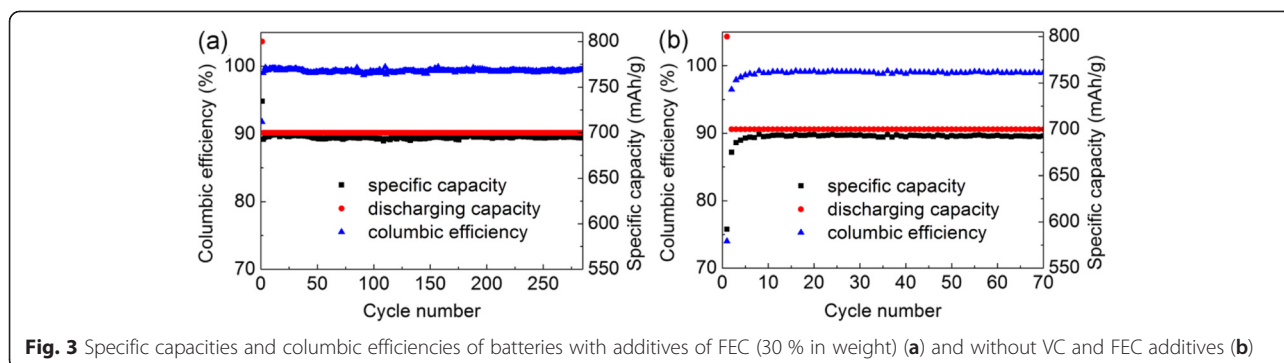 (a)
Columbic efficiency (%)
100
90
80
70
800
750
700
650
600
550
Specific capacity (mAh/g)
specific capacity
discharging capacity
columbic efficiency
0 50 100 150 200 250
Cycle number
(b)
Columbic efficiency (%)
100
90
80
70
800
750
700
650
600
550
Specific capacity (mAh/g)
specific capacity
discharging capacity
columbic efficiency
0 10 20 30 40 50 60 70
Cycle number
Fig. 3 Specific capacities and columbic efficiencies of batteries with additives of FEC (30 % in weight) (a) and without VC and FEC additives (b)